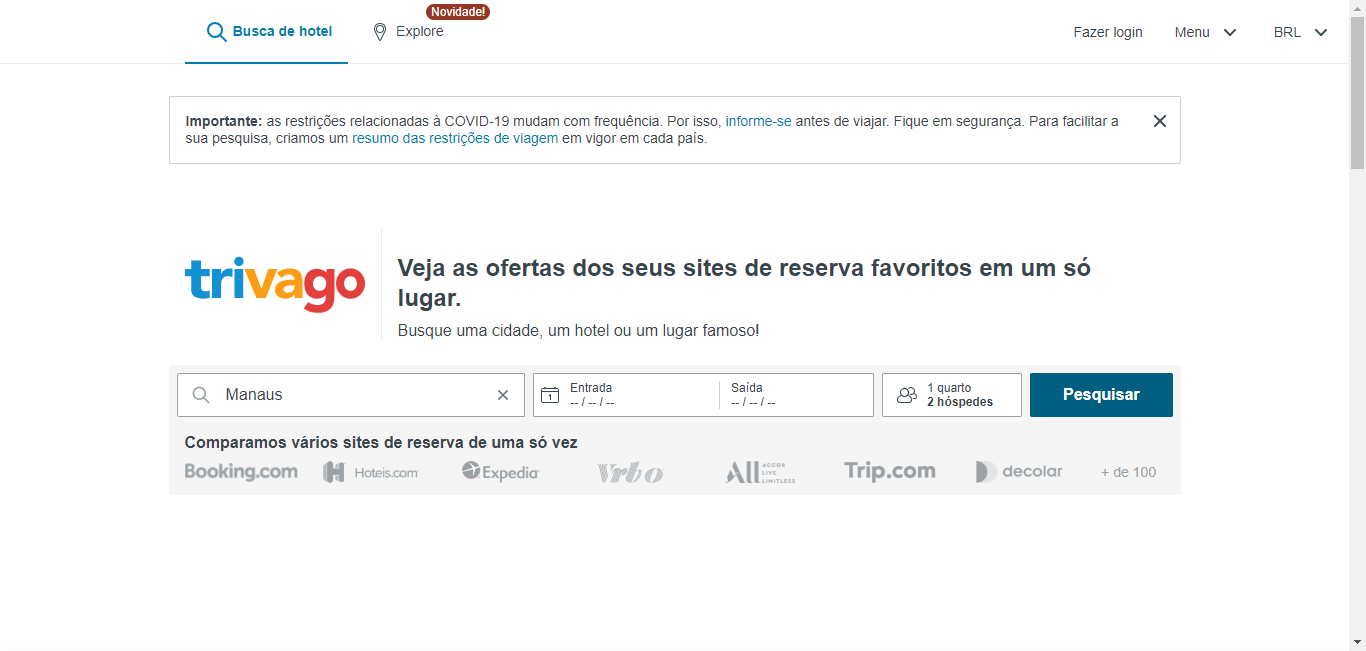 Novidade!
Busca de hotel
Explore
Fazer login
Menu
BRL
Importante: as restrições relacionadas à COVID-19 mudam com frequência. Por isso, informe-se antes de viajar. Fique em segurança. Para facilitar a
sua pesquisa, criamos um resumo das restrições de viagem em vigor em cada país.
trivago
Veja as ofertas dos seus sites de reserva favoritos em um só
lugar.
Busque uma cidade, um hotel ou um lugar famoso!
Manaus
1
Entrada
-- / -- / --
Saída
-- / -- / --
1 quarto
2 hóspedes
Pesquisar
Comparamos vários sites de reserva de uma só vez
Booking.com
H Hoteis.com
Expedia
Vrbo
All ACCOR
LIVE
LIMITLESS
Trip.com
decolar
+ de 100